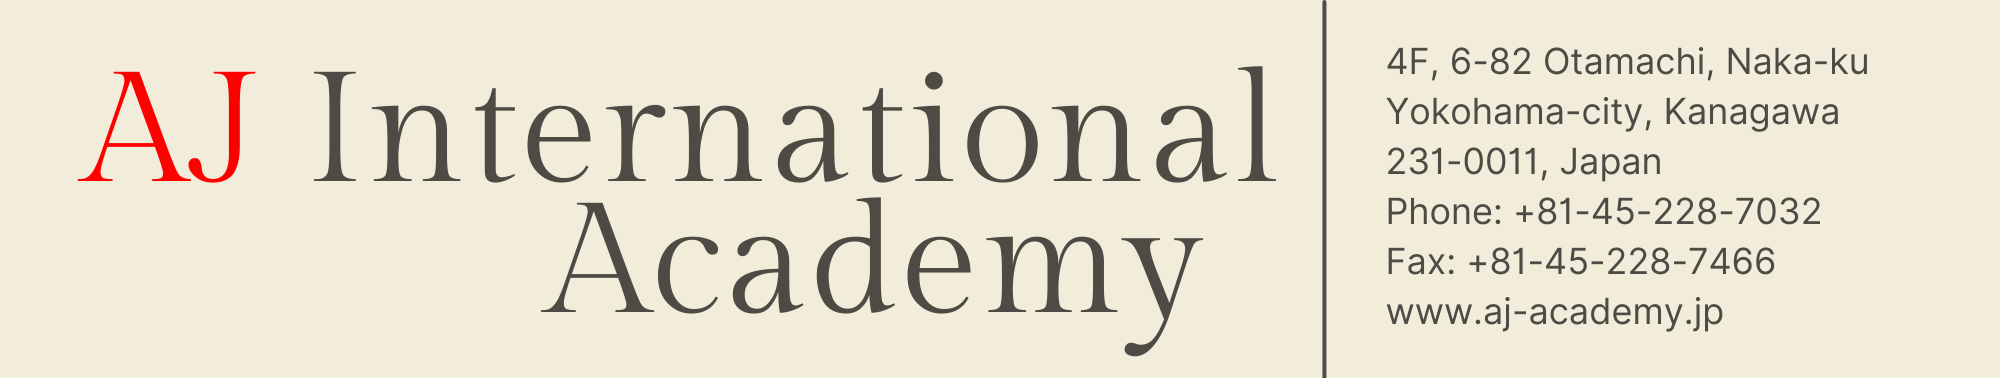 AJ International
Academy
4F, 6-82 Otamachi, Naka-ku
Yokohama-city, Kanagawa
231-0011, Japan
Phone: +81-45-228-7032
Fax: +81-45-228-7466
www.aj-academy.jp